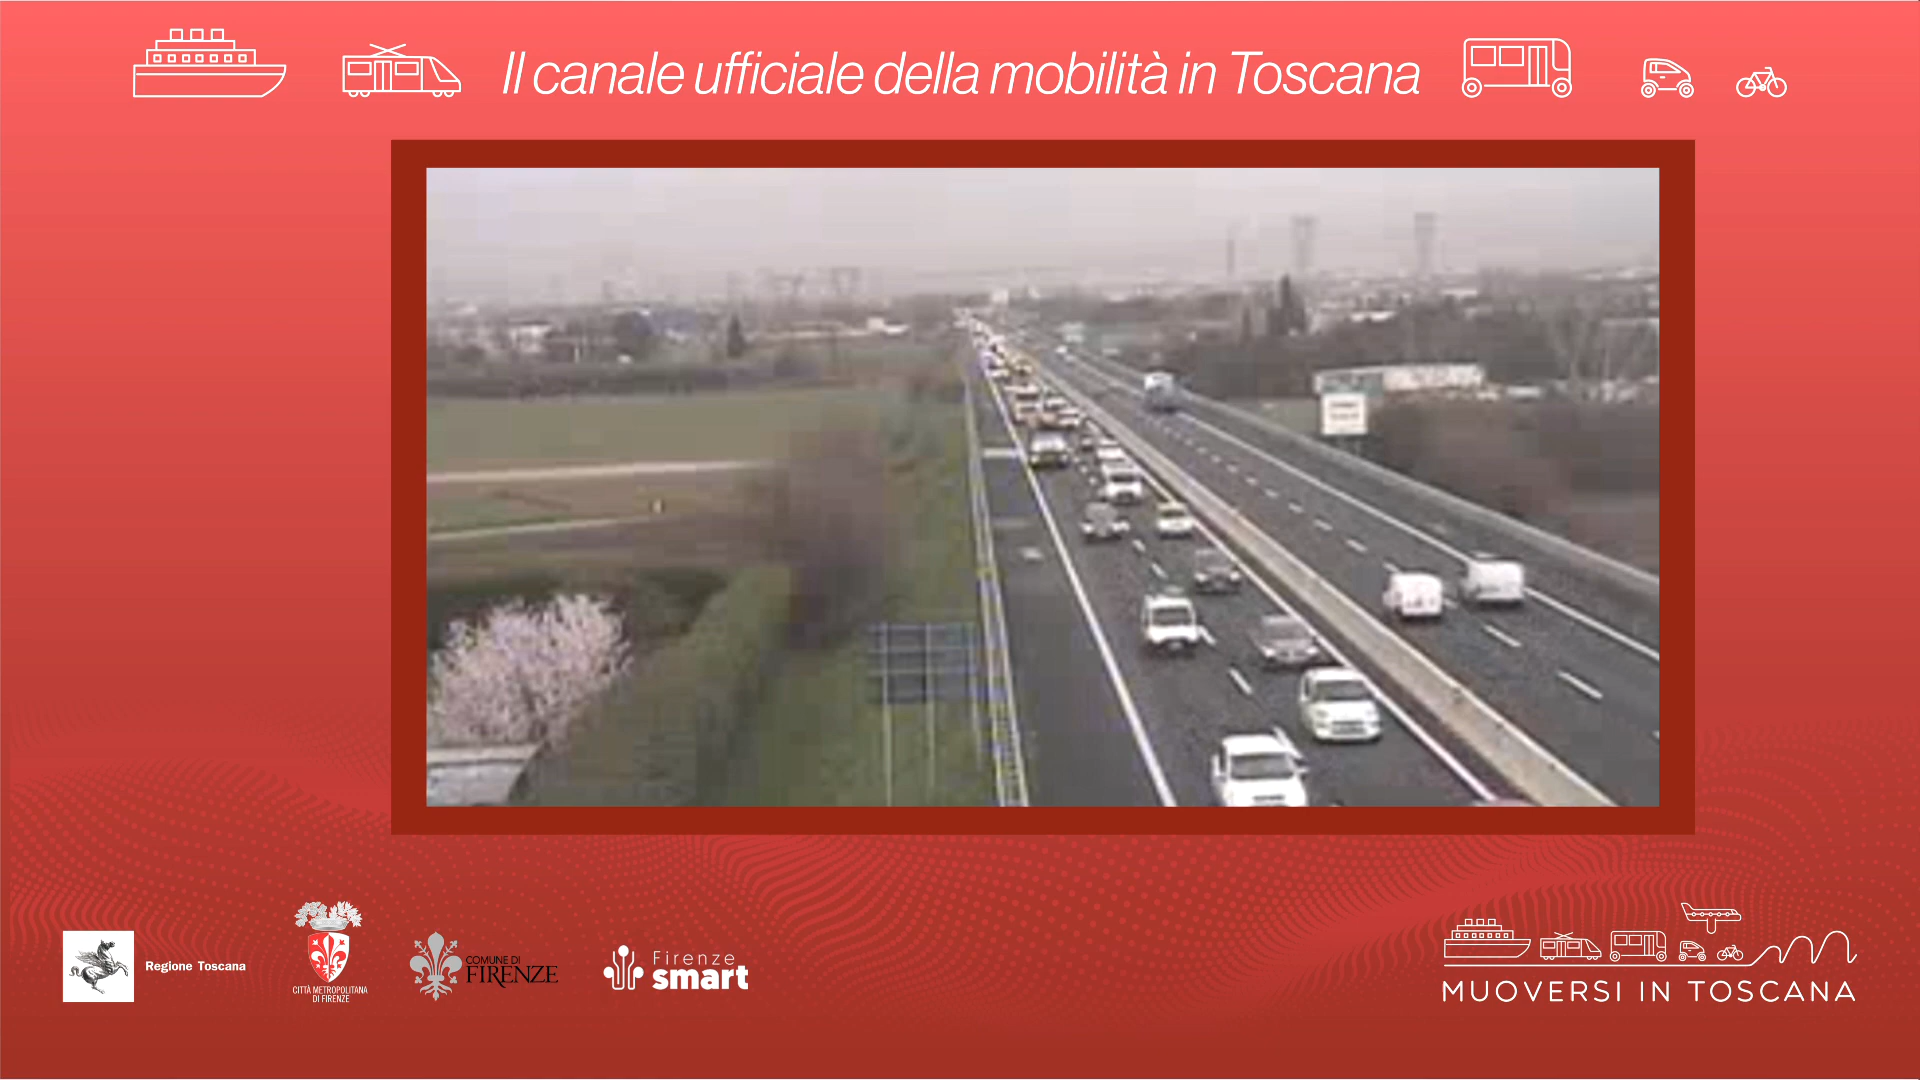 Il canale ufficiale della mobilità in Toscana
Regione Toscana
CITTÀ METROPOLITANA
DI FIRENZE
COMUNE DI
FIRENZE
Firenze
smart
MUOVERSI IN TOSCANA